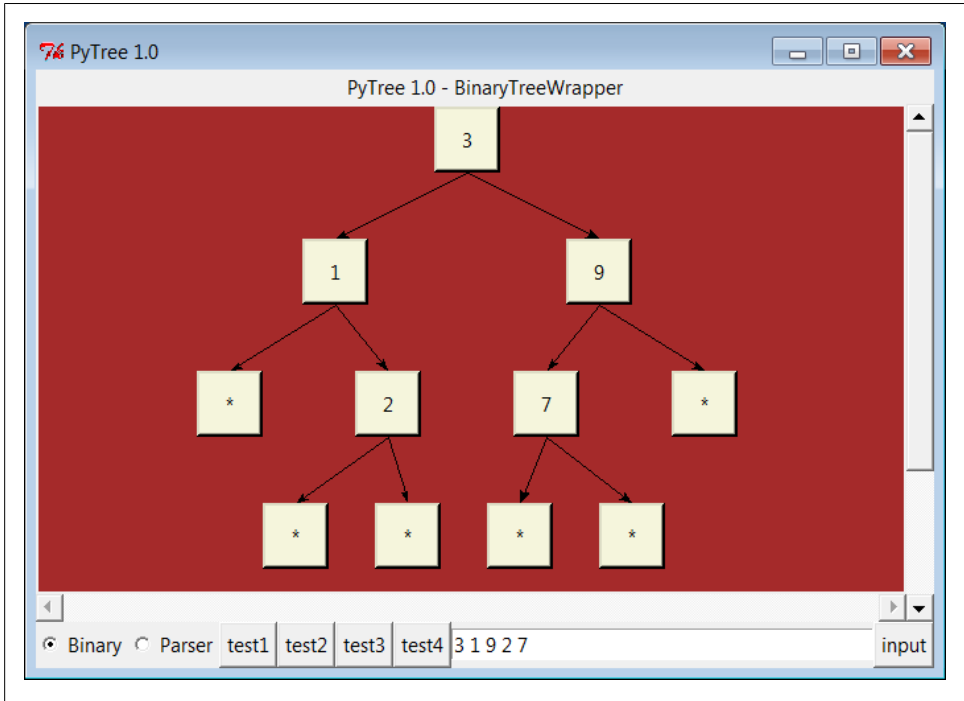 PyTree 1.0
PyTree 1.0 - BinaryTreeWrapper
3
1 9
* 2 7 *
* * * *
Binary Parser test1 test2 test3 test4 3 1 9 2 7 input